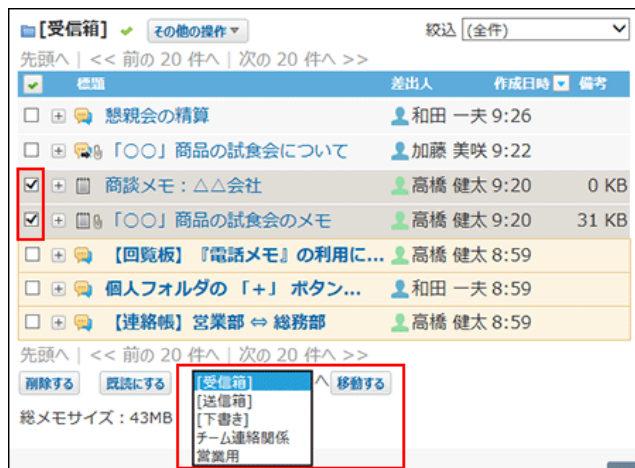 [受信箱] その他の操作▼ 絞込 (全件)
先頭へ | << 前の 20 件へ | 次の 20 件へ >>
標題 差出人 作成日時 備考
懇親会の精算 和田 一夫 9:26
「○○」商品の試食会について 加藤 美咲 9:22
商談メモ:△△会社 高橋 健太 9:20 0 KB
「○○」商品の試食会のメモ 高橋 健太 9:20 31 KB
【回覧板】『電話メモ』の利用に... 高橋 健太 8:59
個人フォルダの 「+」 ボタン... 和田 一夫 8:59
【連絡帳】営業部 ⇔ 総務部 高橋 健太 8:59
先頭へ | << 前の 20 件へ | 次の 20 件へ >>
削除する 既読にする [受信箱] へ 移動する
[送信箱]
総メモサイズ:43MB [下書き]
チーム連絡関係
営業用